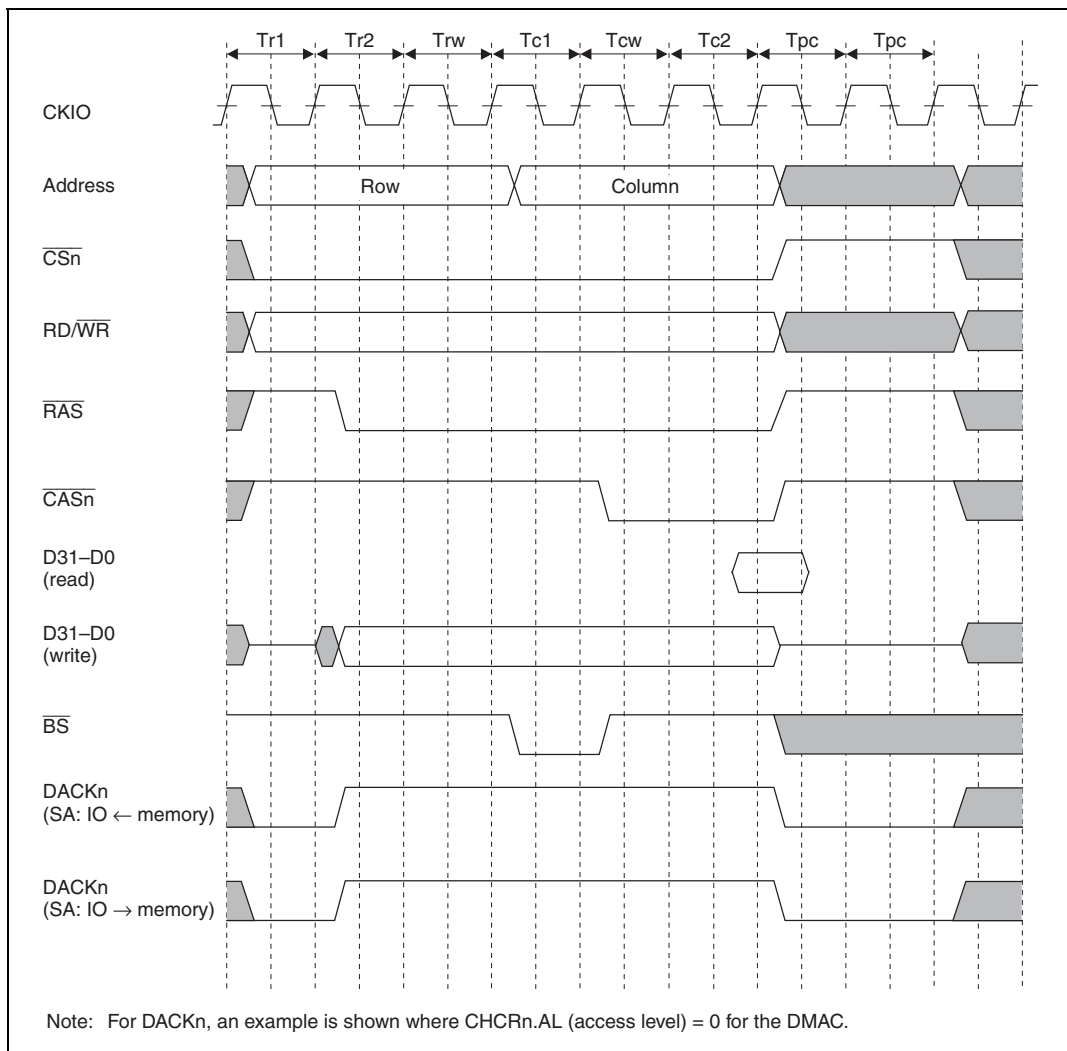 Tr1 Tr2 Trw Tc1 Tcw Tc2 Tpc Tpc
CKIO
Address Row Column
CSn
RD/WR
RAS
CASn
D31–D0
(read)
D31–D0
(write)
BS
DACKn
(SA: IO ← memory)
DACKn
(SA: IO → memory)
Note: For DACKn, an example is shown where CHCRn.AL (access level) = 0 for the DMAC.